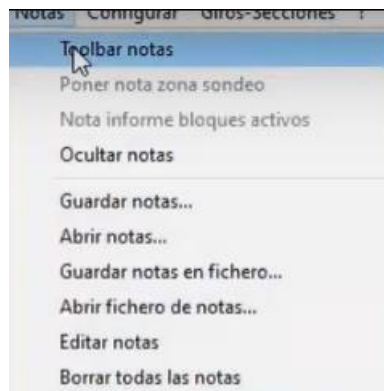 Notas Configurar Giros-Secciones ?
Toolbar notas
Poner nota zona sondeo
Nota informe bloques activos
Ocultar notas
Guardar notas...
Abrir notas...
Guardar notas en fichero...
Abrir fichero de notas...
Editar notas
Borrar todas las notas